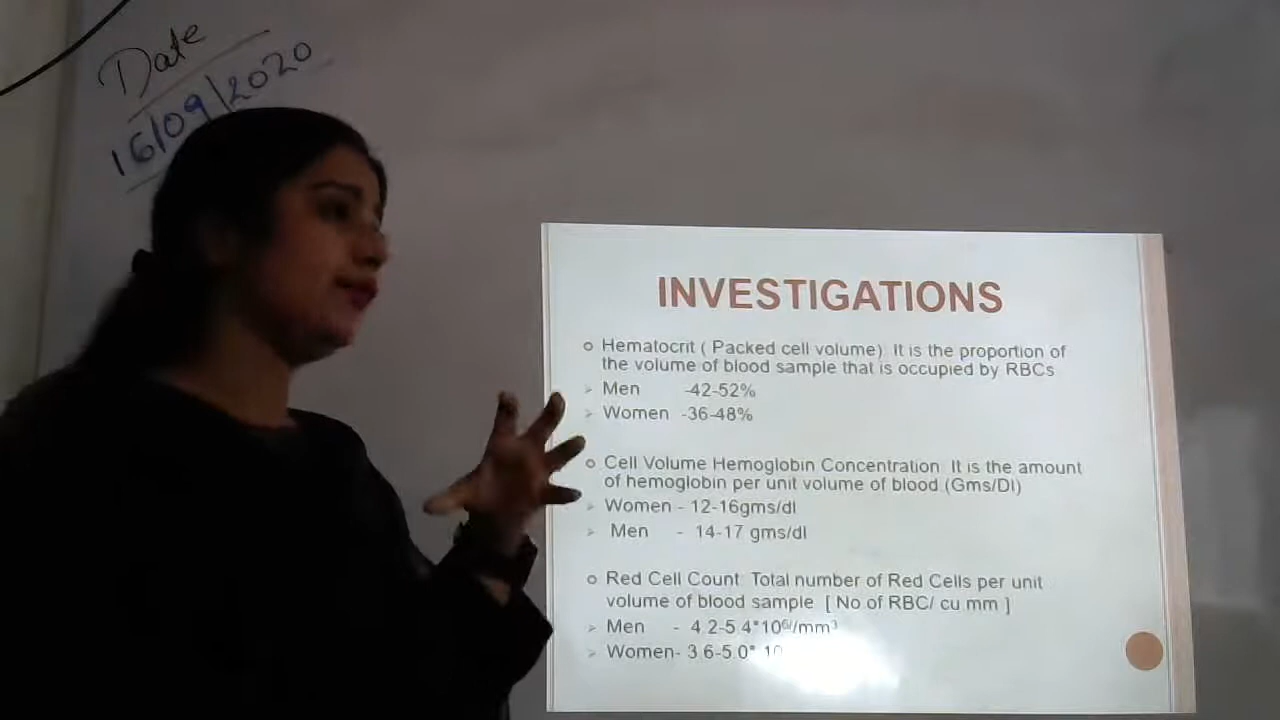 Date
16/09/2020
INVESTIGATIONS
Hematocrit ( Packed cell volume) It is the proportion of
the volume of blood sample that is occupied by RBCs
Men -42-52%
Women -36-48%
Cell Volume Hemoglobin Concentration It is the amount
of hemoglobin per unit volume of blood (Gms/Dl)
Women - 12-16gms/dl
Men - 14-17 gms/dl
Red Cell Count Total number of Red Cells per unit
volume of blood sample [ No of RBC/ cu mm ]
Men - 4.2-5.4*10⁶/mm³
Women- 3.6-5.0* 10